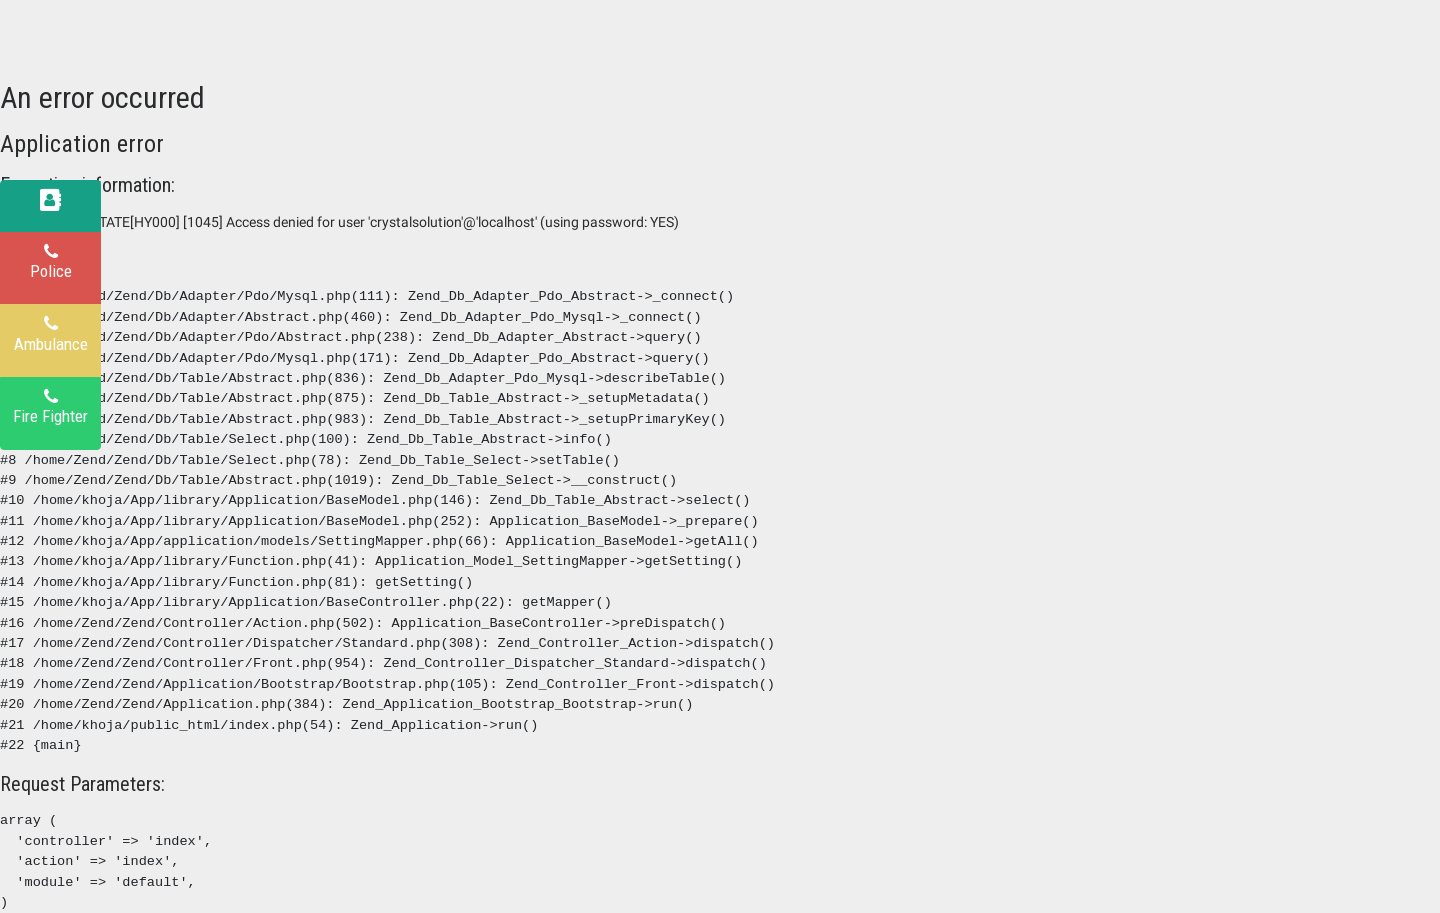 An error occurred
Application error
information:
[HY000] [1045] Access denied for user 'crystalsolution'@'localhost' (using password: YES)
Police
Ambulance
Fire Fighter
/Zend/Db/Adapter/Pdo/Mysql.php(111): Zend_Db_Adapter_Pdo_Abstract->_connect()
/Zend/Db/Adapter/Abstract.php(460): Zend_Db_Adapter_Pdo_Mysql->_connect()
/Zend/Db/Adapter/Pdo/Abstract.php(238): Zend_Db_Adapter_Abstract->query()
/Zend/Db/Adapter/Pdo/Mysql.php(171): Zend_Db_Adapter_Pdo_Abstract->query()
/Zend/Db/Table/Abstract.php(836): Zend_Db_Adapter_Pdo_Mysql->describeTable()
/Zend/Db/Table/Abstract.php(875): Zend_Db_Table_Abstract->_setupMetadata()
/Zend/Db/Table/Abstract.php(983): Zend_Db_Table_Abstract->_setupPrimaryKey()
/Zend/Db/Table/Select.php(100): Zend_Db_Table_Abstract->info()
#8 /home/Zend/Zend/Db/Table/Select.php(78): Zend_Db_Table_Select->setTable()
#9 /home/Zend/Zend/Db/Table/Abstract.php(1019): Zend_Db_Table_Select->__construct()
#10 /home/khoja/App/library/Application/BaseModel.php(146): Zend_Db_Table_Abstract->select()
#11 /home/khoja/App/library/Application/BaseModel.php(252): Application_BaseModel->_prepare()
#12 /home/khoja/App/application/models/SettingMapper.php(66): Application_BaseModel->getAll()
#13 /home/khoja/App/library/Function.php(41): Application_Model_SettingMapper->getSetting()
#14 /home/khoja/App/library/Function.php(81): getSetting()
#15 /home/khoja/App/library/Application/BaseController.php(22): getMapper()
#16 /home/Zend/Zend/Controller/Action.php(502): Application_BaseController->preDispatch()
#17 /home/Zend/Zend/Controller/Dispatcher/Standard.php(308): Zend_Controller_Action->dispatch()
#18 /home/Zend/Zend/Controller/Front.php(954): Zend_Controller_Dispatcher_Standard->dispatch()
#19 /home/Zend/Zend/Application/Bootstrap/Bootstrap.php(105): Zend_Controller_Front->dispatch()
#20 /home/Zend/Zend/Application.php(384): Zend_Application_Bootstrap_Bootstrap->run()
#21 /home/khoja/public_html/index.php(54): Zend_Application->run()
#22 {main}
Request Parameters:
array (
'controller' => 'index',
'action' => 'index',
'module' => 'default',
)